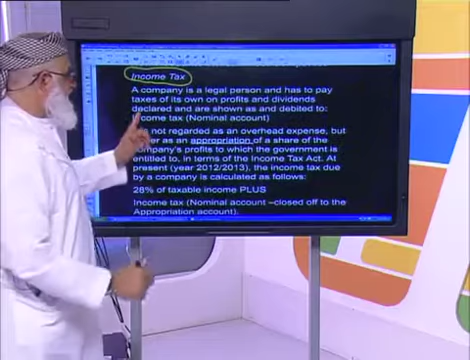 Income Tax
A company is a legal person and has to pay
taxes of its own on profits and dividends
declared and are shown as and debited to:
Income tax (Nominal account)
not regarded as an overhead expense, but
er as an appropriation of a share of the
company's profits to which the government is
entitled to, in terms of the Income Tax Act. At
present (year 2012/2013), the income tax due
by a company is calculated as follows:
28% of taxable income PLUS
Income tax (Nominal account –closed off to the
Appropriation account).